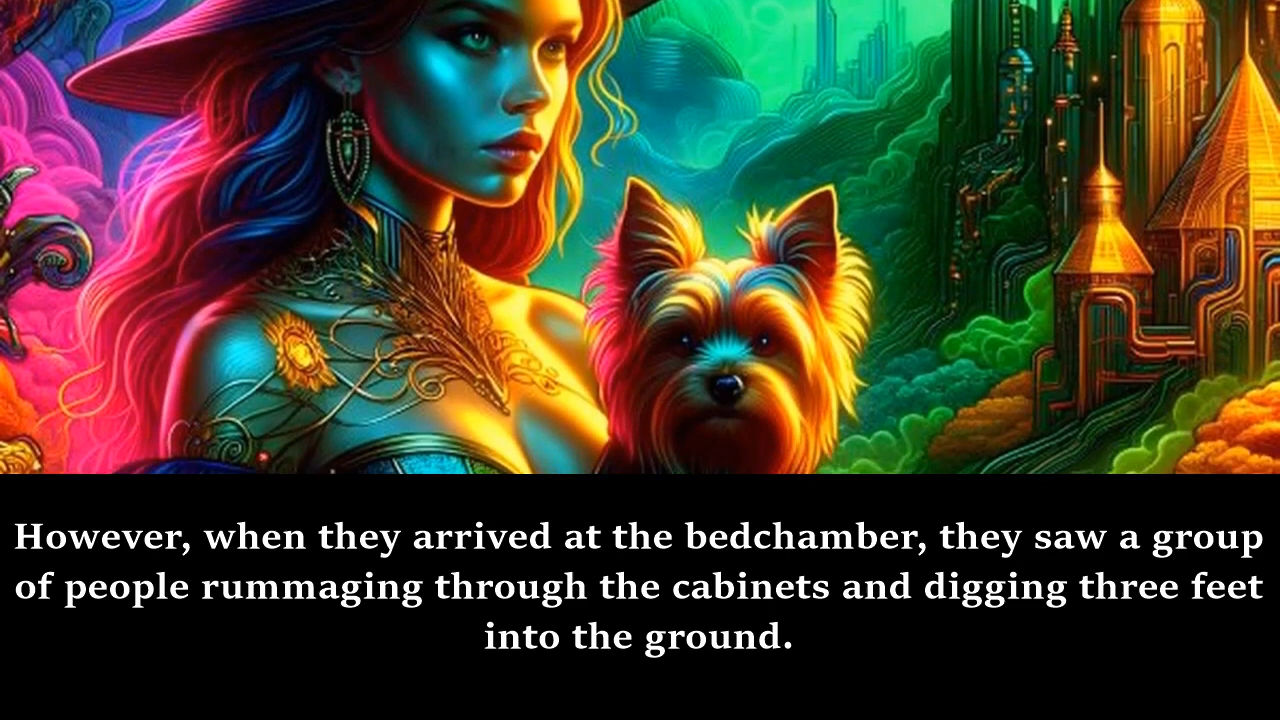 However, when they arrived at the bedchamber, they saw a group
of people rummaging through the cabinets and digging three feet
into the ground.